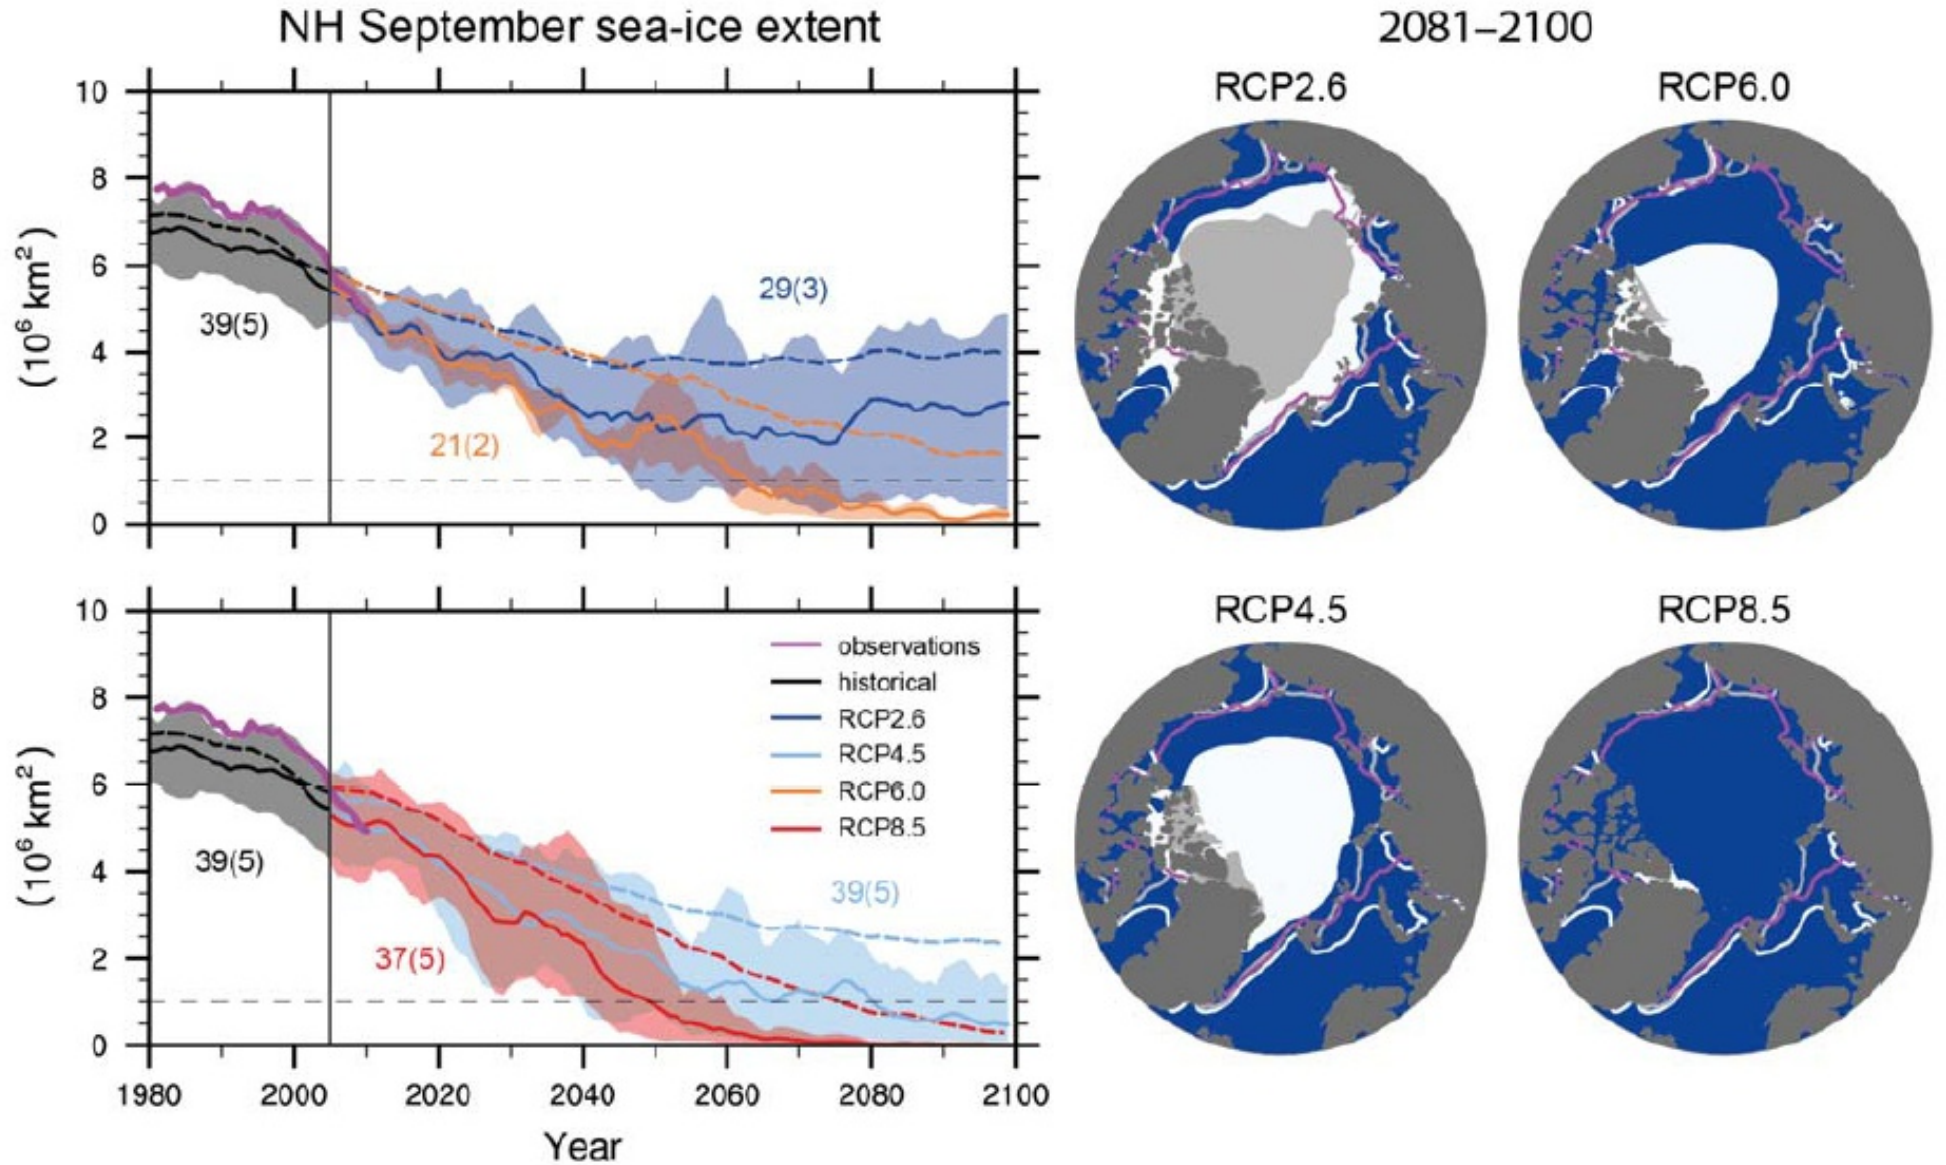 NH September sea-ice extent
2081–2100
(10⁶ km²)
10
8
6
4
2
0
39(5)
29(3)
21(2)
RCP2.6
RCP6.0
(10⁶ km²)
10
8
6
4
2
0
observations
historical
RCP2.6
RCP4.5
RCP6.0
RCP8.5
39(5)
39(5)
37(5)
1980 2000 2020 2040 2060 2080 2100
Year
RCP4.5
RCP8.5